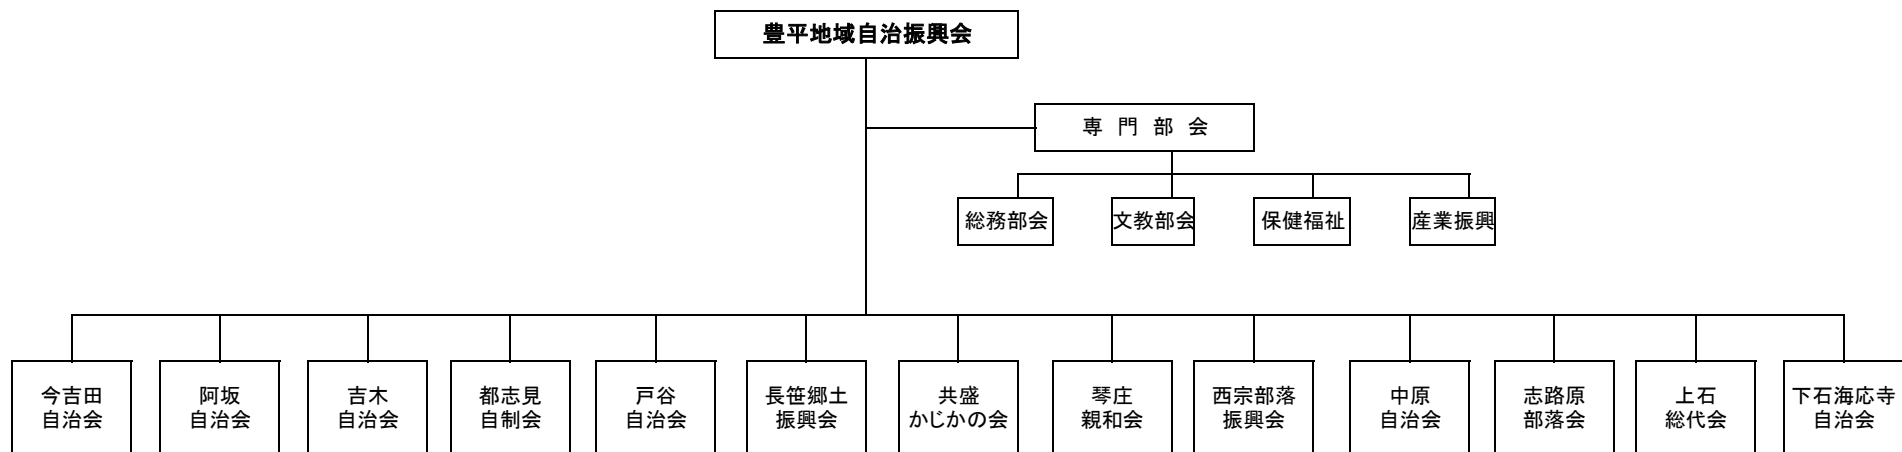 豊平地域自治振興会
専 門 部 会
総務部会
文教部会
保健福祉
産業振興
今吉田
自治会
阿坂
自治会
吉木
自治会
都志見
自制会
戸谷
自治会
長笹郷土
振興会
共盛
かじかの会
琴庄
親和会
西宗部落
振興会
中原
自治会
志路原
部落会
上石
総代会
下石海応寺
自治会